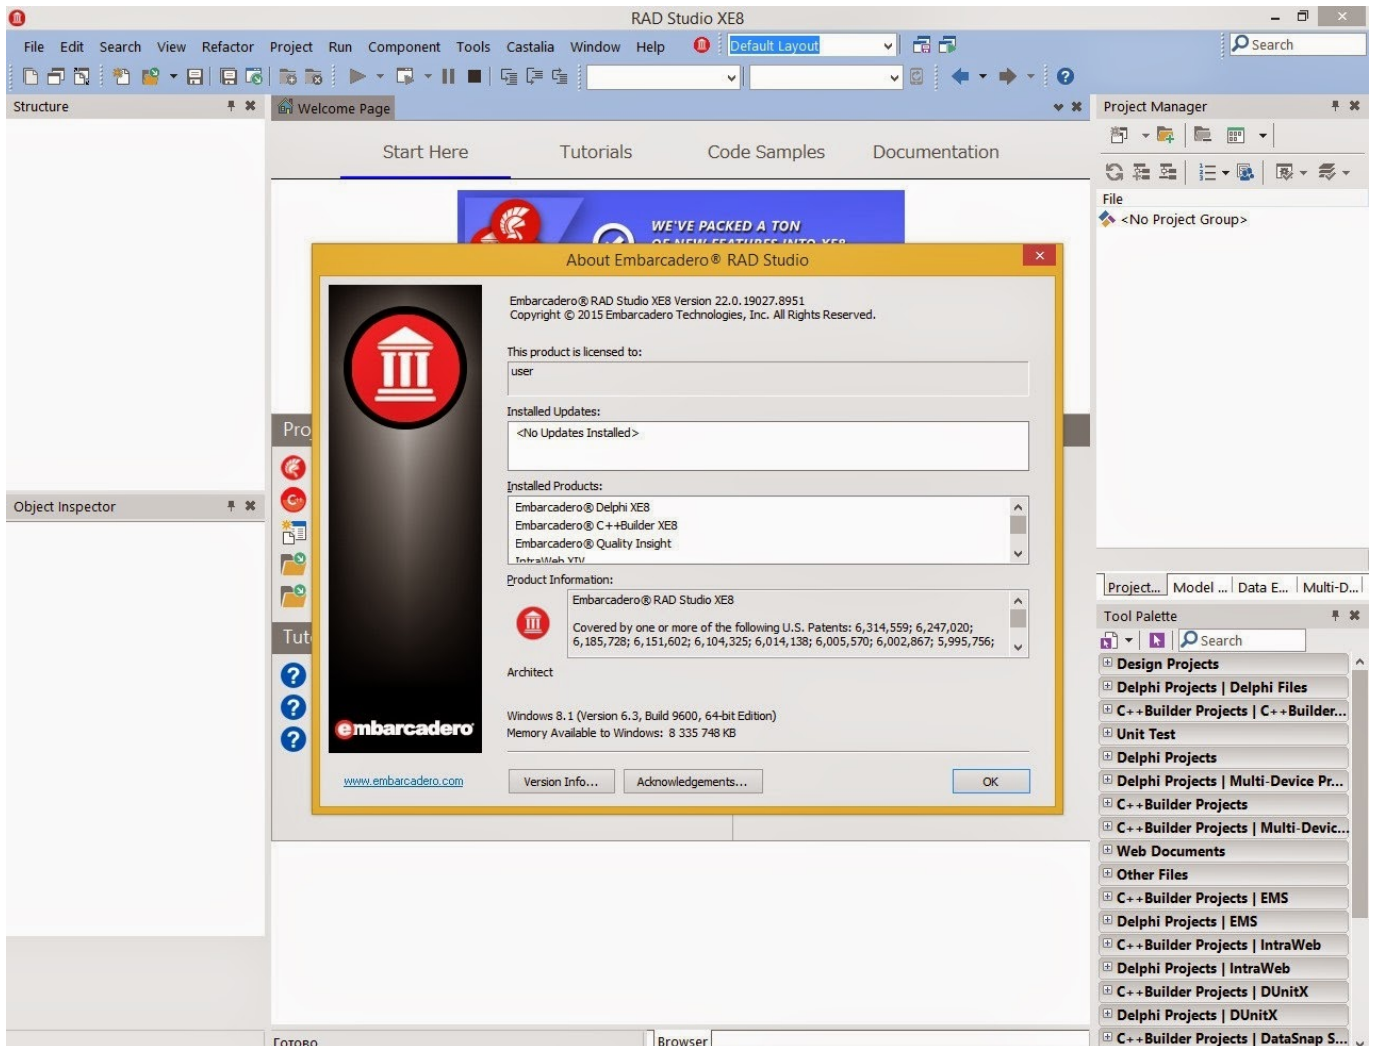 RAD Studio XE8
File Edit Search View Refactor Project Run Component Tools Castalia Window Help Default Layout Search
Structure
Welcome Page
Project Manager
Start Here Tutorials Code Samples Documentation
File
<No Project Group>
WE'VE PACKED A TON
OF NEW FEATURES INTO XE8
About Embarcadero® RAD Studio
Embarcadero® RAD Studio XE8 Version 22.0.19027.8951
Copyright © 2015 Embarcadero Technologies, Inc. All Rights Reserved.
This product is licensed to:
user
Installed Updates:
<No Updates Installed>
Installed Products:
Embarcadero® Delphi XE8
Embarcadero® C++Builder XE8
Embarcadero® Quality Insight
IntraWeb XIV
Product Information:
Embarcadero® RAD Studio XE8
Covered by one or more of the following U.S. Patents: 6,314,559; 6,247,020;
6,185,728; 6,151,602; 6,104,325; 6,014,138; 6,005,570; 6,002,867; 5,995,756;
Architect
Windows 8.1 (Version 6.3, Build 9600, 64-bit Edition)
Memory Available to Windows: 8 335 748 KB
embarcadero
www.embarcadero.com
Version Info... Acknowledgements... OK
Pro
Tut
Object Inspector
Project... Model ... Data E... Multi-D...
Tool Palette
Search
Design Projects
Delphi Projects | Delphi Files
C++Builder Projects | C++Builder...
Unit Test
Delphi Projects
Delphi Projects | Multi-Device Pr...
C++Builder Projects
C++Builder Projects | Multi-Devic...
Web Documents
Other Files
C++Builder Projects | EMS
Delphi Projects | EMS
C++Builder Projects | IntraWeb
Delphi Projects | IntraWeb
C++Builder Projects | DUnitX
Delphi Projects | DUnitX
C++Builder Projects | DataSnap S...
Готово
Browser